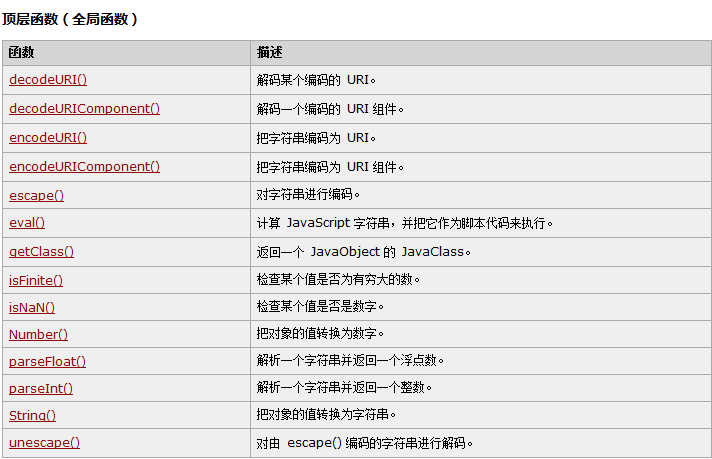 顶层函数（全局函数）
函数 描述
decodeURI() 解码某个编码的 URI。
decodeURIComponent() 解码一个编码的 URI 组件。
encodeURI() 把字符串编码为 URI。
encodeURIComponent() 把字符串编码为 URI 组件。
escape() 对字符串进行编码。
eval() 计算 JavaScript 字符串，并把它作为脚本代码来执行。
getClass() 返回一个 JavaObject 的 JavaClass。
isFinite() 检查某个值是否为有穷大的数。
isNaN() 检查某个值是否是数字。
Number() 把对象的值转换为数字。
parseFloat() 解析一个字符串并返回一个浮点数。
parseInt() 解析一个字符串并返回一个整数。
String() 把对象的值转换为字符串。
unescape() 对由 escape() 编码的字符串进行解码。